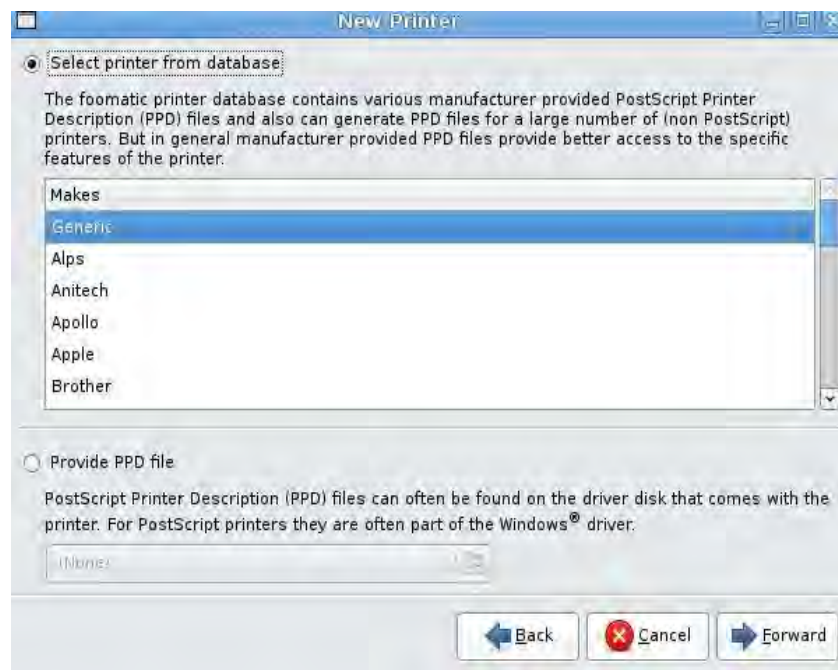 New Printer
Select printer from database
The foomatic printer database contains various manufacturer provided PostScript Printer
Description (PPD) files and also can generate PPD files for a large number of (non PostScript)
printers. But in general manufacturer provided PPD files provide better access to the specific
features of the printer.
Makes
Generic
Alps
Anitech
Apollo
Apple
Brother
Provide PPD file
PostScript Printer Description (PPD) files can often be found on the driver disk that comes with the
printer. For PostScript printers they are often part of the Windows® driver.
(None)
Back Cancel Forward